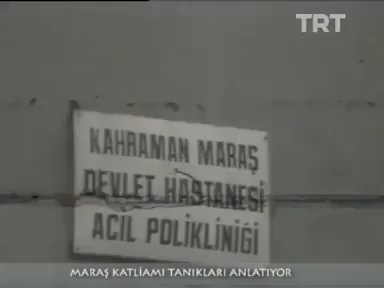 TRT
KAHRAMAN MARAŞ
DEVLET HASTANESİ
ACİL POLİKLİNİĞİ
MARAŞ KATLİAMI TANIKLARI ANLATIYOR